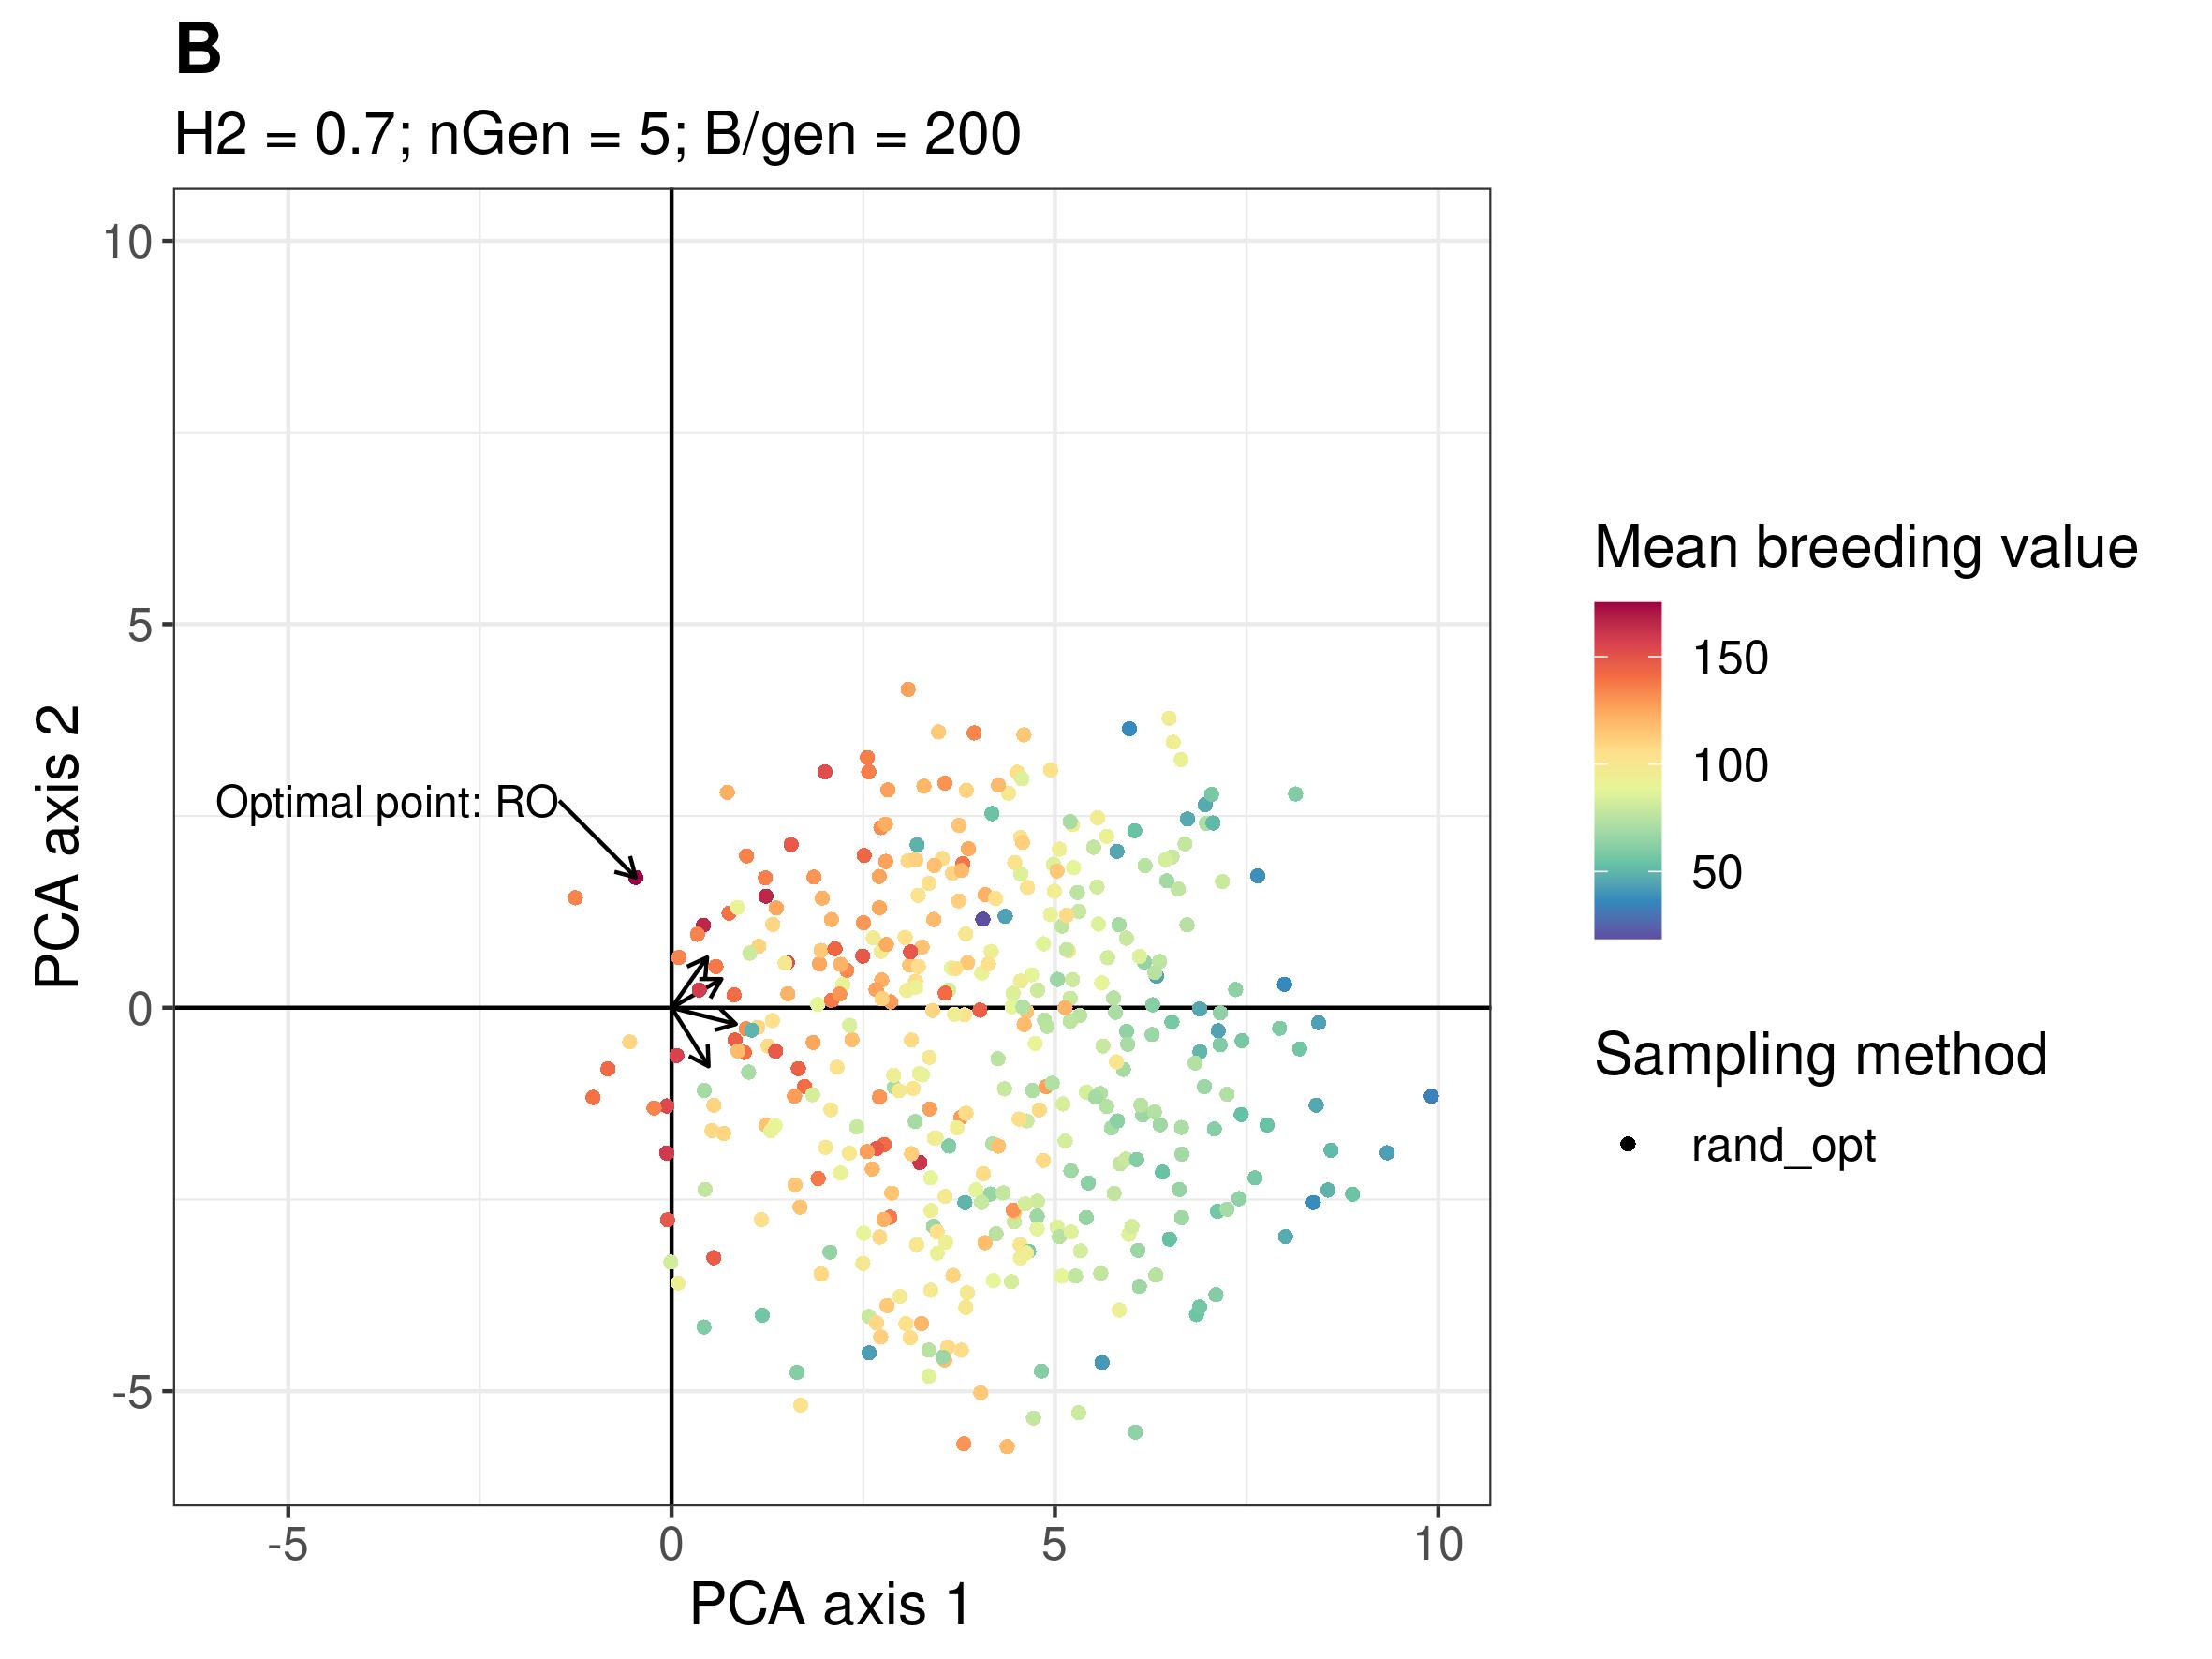 B
H2 = 0.7; nGen = 5; B/gen = 200
10
5
0
-5
PCA axis 2
Optimal point: RO
-5
0
5
10
PCA axis 1
Mean breeding value
150
100
50
Sampling method
rand_opt